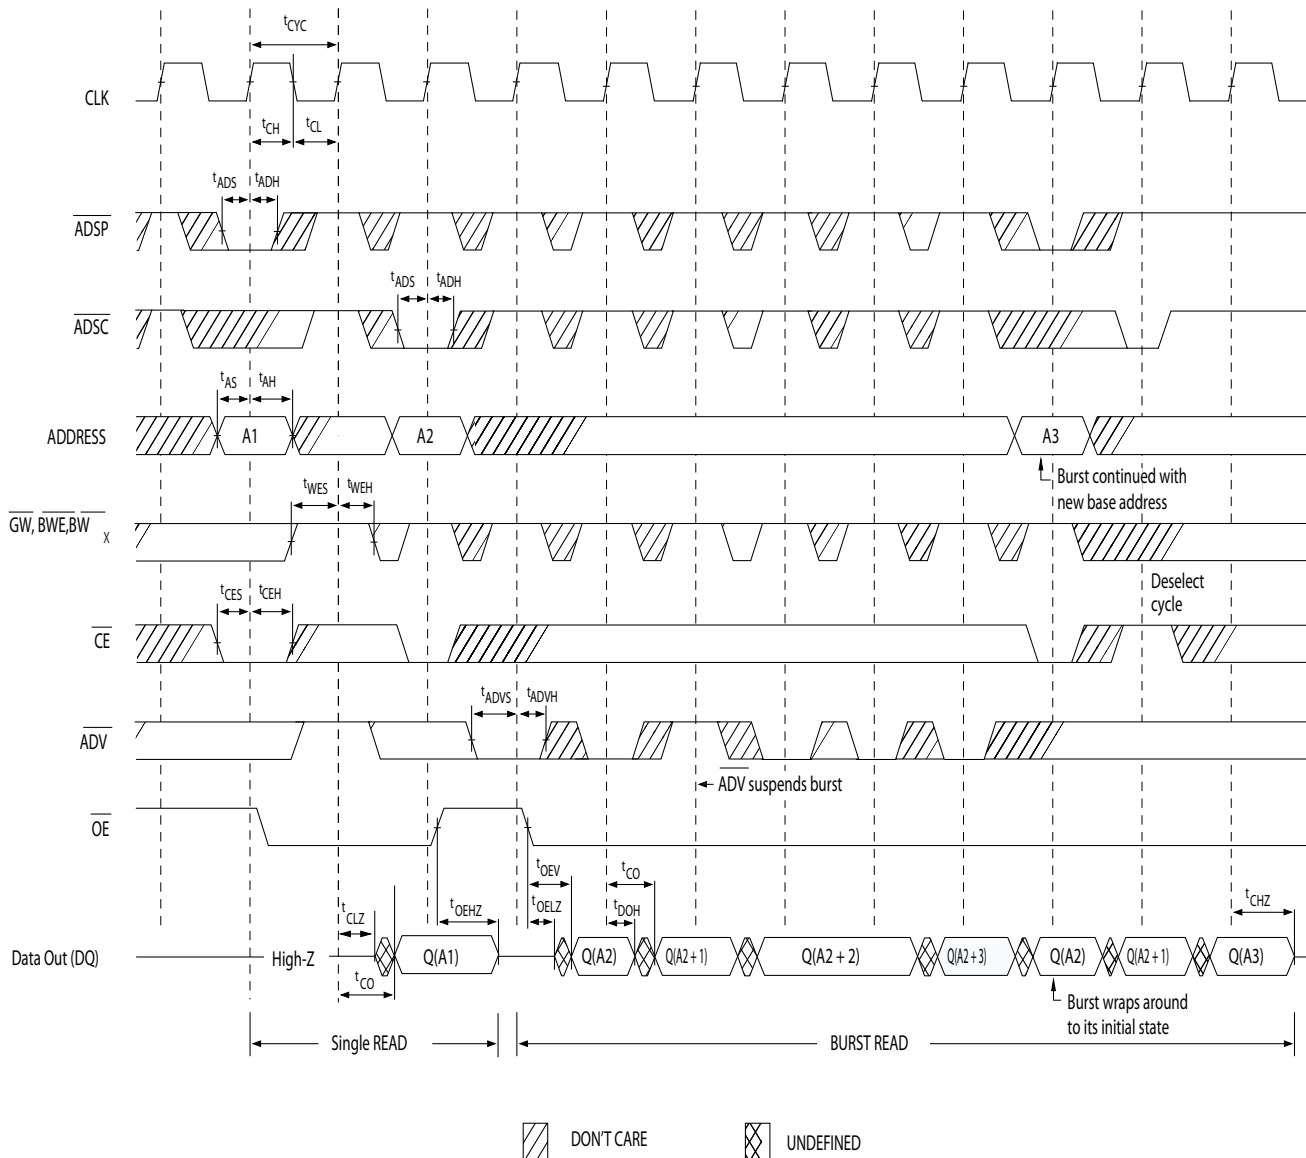 tCYC
CLK
tCH
tCL
tADS
tADH
ADSP
tADS
tADH
ADSC
tAS
tAH
ADDRESS
A1
A2
A3
Burst continued with
new base address
tWES
tWEH
GW, BWE,BW X
Deselect
cycle
tCES
tCEH
CE
tADVS
tADVH
ADV
ADV suspends burst
OE
tOEV
tCO
tCLZ
tOEHZ
tOELZ
tDOH
tCHZ
Data Out (DQ)
High-Z
Q(A1)
Q(A2)
Q(A2+1)
Q(A2 + 2)
Q(A2+3)
Q(A2)
Q(A2+1)
Q(A3)
tCO
Burst wraps around
to its initial state
Single READ
BURST READ
DON'T CARE
UNDEFINED